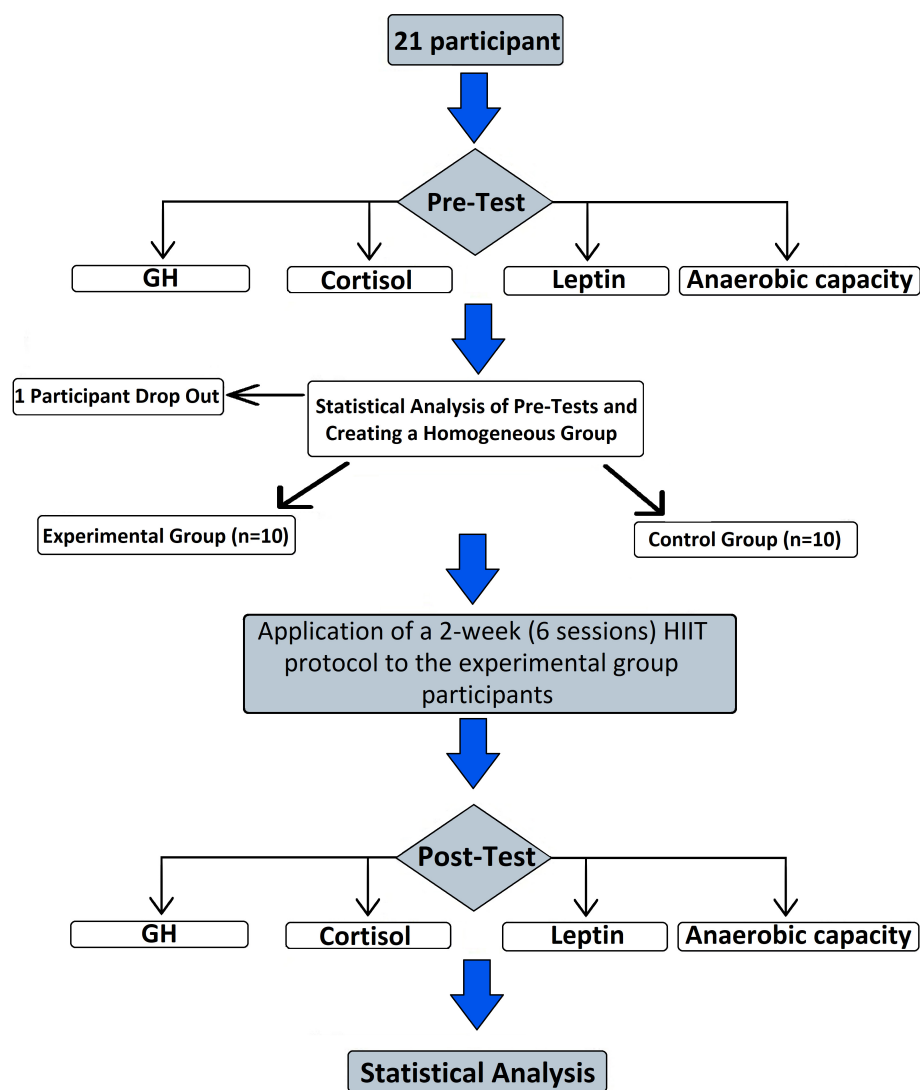 21 participant
Pre-Test
GH
Cortisol
Leptin
Anaerobic capacity
1 Participant Drop Out
Statistical Analysis of Pre-Tests and
Creating a Homogeneous Group
Experimental Group (n=10)
Control Group (n=10)
Application of a 2-week (6 sessions) HIIT
protocol to the experimental group
participants
Post-Test
GH
Cortisol
Leptin
Anaerobic capacity
Statistical Analysis